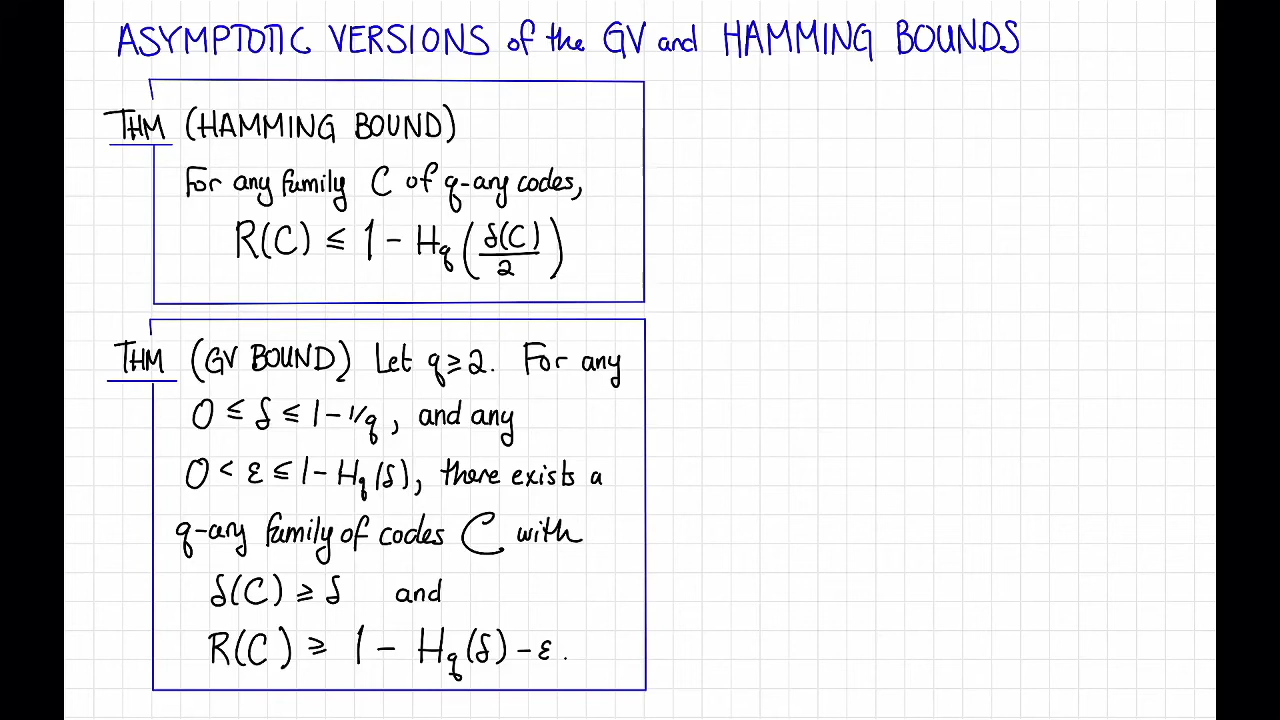 ASYMPTOTIC VERSIONS of the GV and HAMMING BOUNDS
THM (HAMMING BOUND)
For any family C of q-ary codes,
R(C) ≤ 1 - H_q(δ(C)/2)
THM (GV BOUND) Let q≥2. For any
0 ≤ δ ≤ 1-1/q, and any
0 < ε ≤ 1-H_q(δ), there exists a
q-ary family of codes C with
δ(C) ≥ δ and
R(C) ≥ 1 - H_q(δ) - ε.